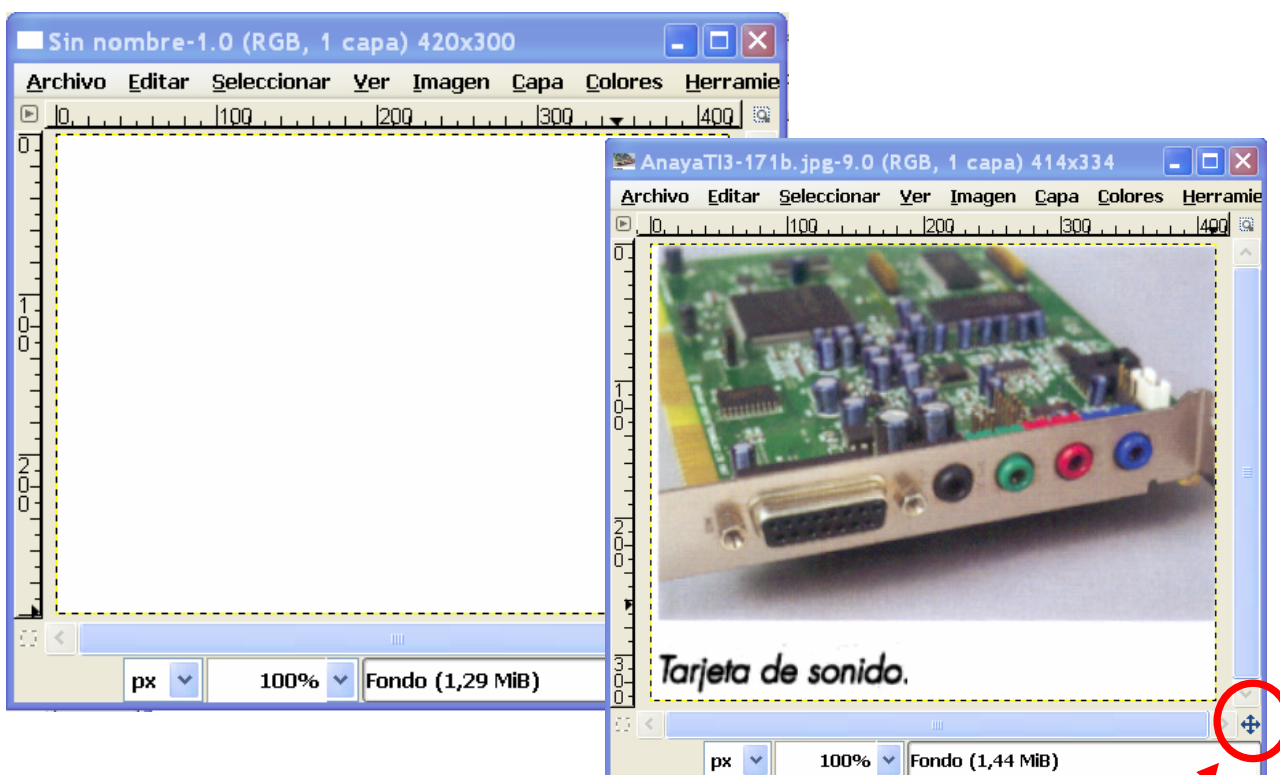 Sin nombre-1.0 (RGB, 1 capa) 420x300
Archivo Editar Seleccionar Ver Imagen Capa Colores Herramie
0 100 200 300 400
0
100
200
px 100% Fondo (1,29 MiB)
AnayaTI3-171b.jpg-9.0 (RGB, 1 capa) 414x334
Archivo Editar Seleccionar Ver Imagen Capa Colores Herramie
0 100 200 300 400
0
100
200
300
Tarjeta de sonido.
px 100% Fondo (1,44 MiB)